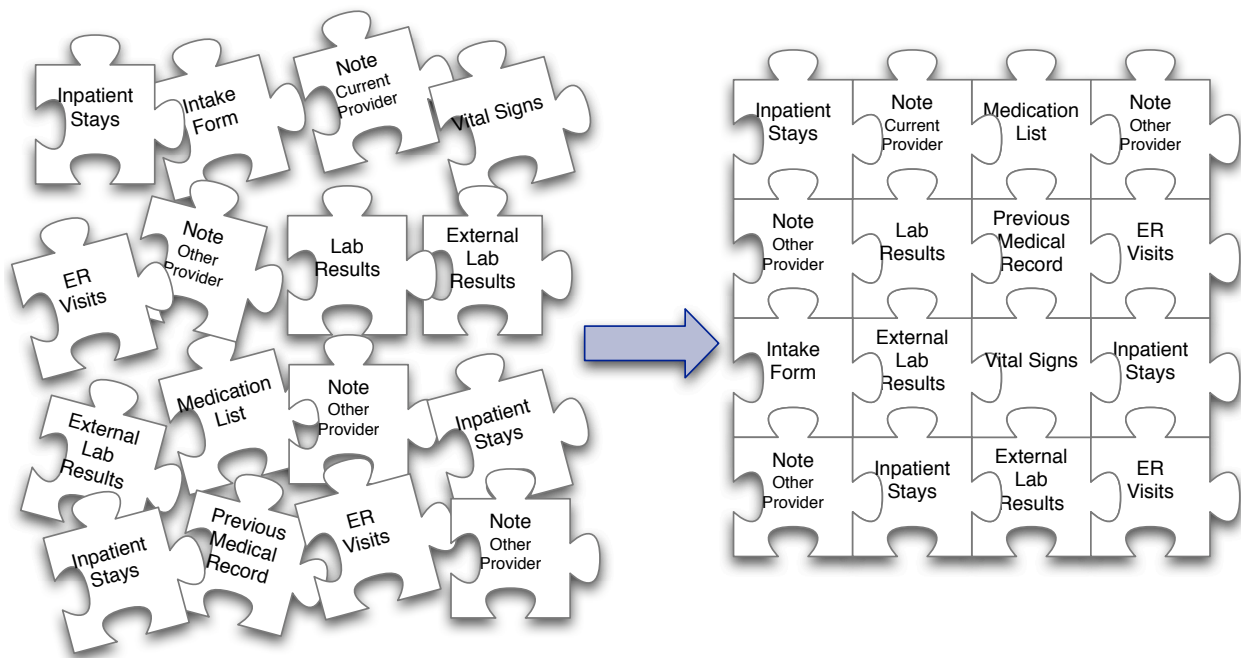 Inpatient
Stays
Intake
Form
Note
Current
Provider
Vital Signs
ER
Visits
Note
Other
Provider
Lab
Results
External
Lab
Results
External
Lab
Results
Medication
List
Note
Other
Provider
Inpatient
Stays
Inpatient
Stays
Previous
Medical
Record
ER
Visits
Note
Other
Provider
Inpatient
Stays
Note
Current
Provider
Medication
List
Note
Other
Provider
Note
Other
Provider
Lab
Results
Previous
Medical
Record
ER
Visits
Intake
Form
External
Lab
Results
Vital Signs
Inpatient
Stays
Note
Other
Provider
Inpatient
Stays
External
Lab
Results
ER
Visits